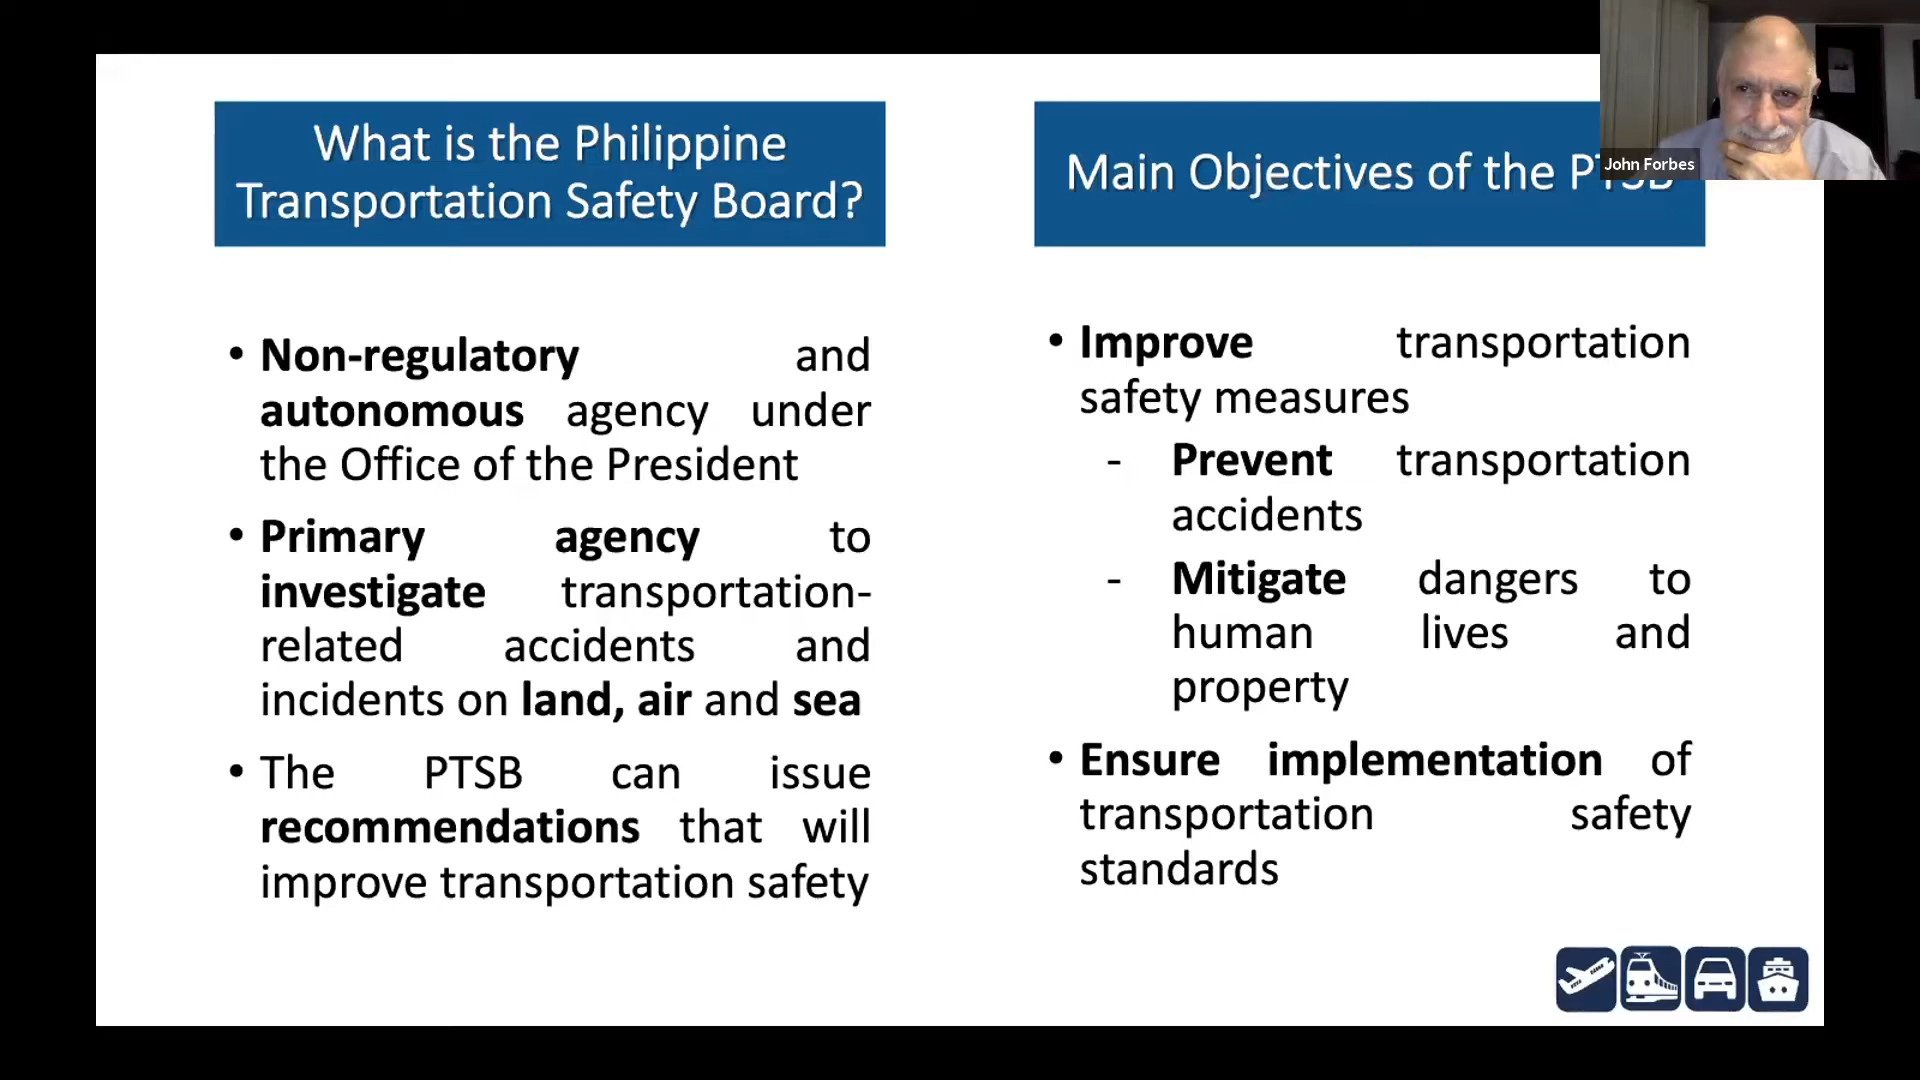 What is the Philippine
Transportation Safety Board?
• Non-regulatory and
autonomous agency under
the Office of the President
• Primary agency to
investigate transportation-
related accidents and
incidents on land, air and sea
• The PTSB can issue
recommendations that will
improve transportation safety
Main Objectives of the PTSB
• Improve transportation
safety measures
- Prevent transportation
accidents
- Mitigate dangers to
human lives and
property
• Ensure implementation of
transportation safety
standards
John Forbes